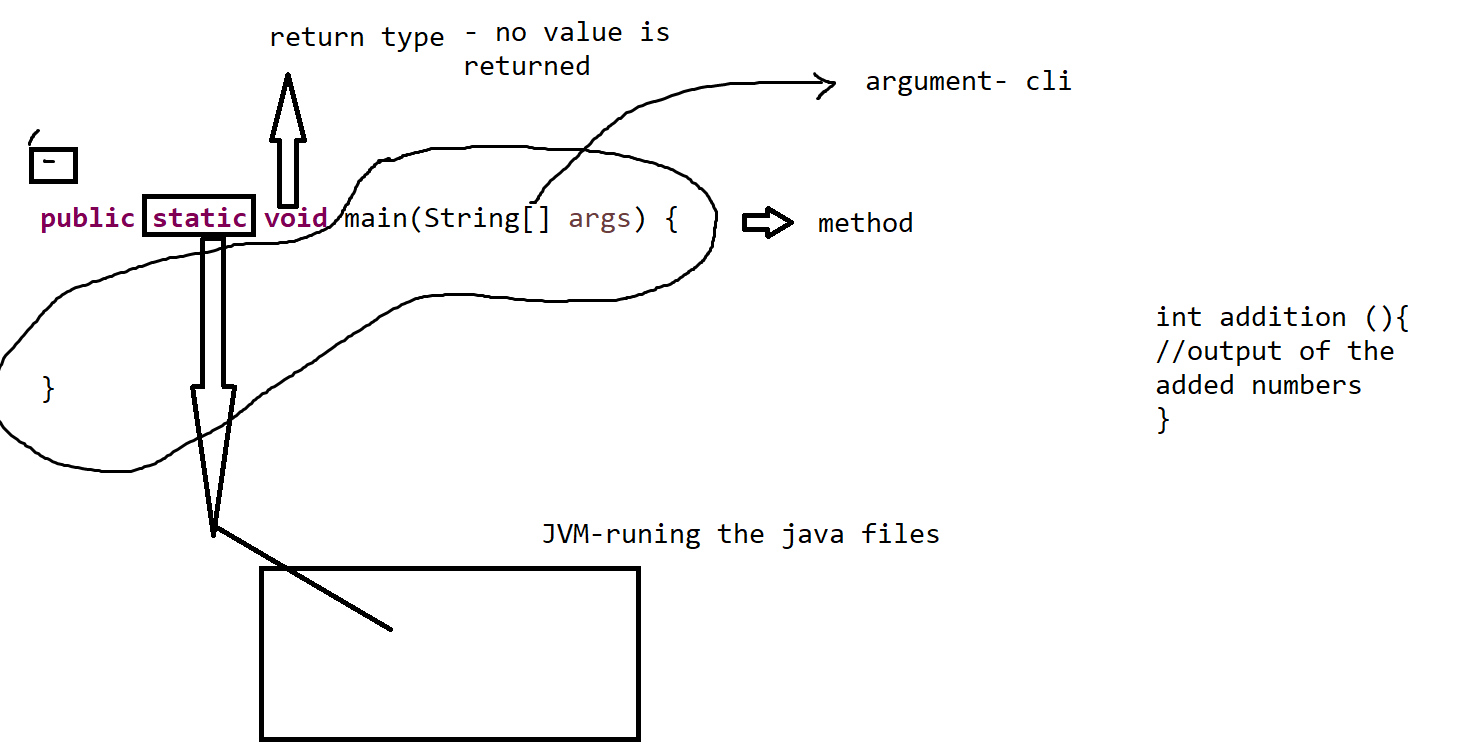 return type - no value is
returned
argument- cli
public static void main(String[] args) {
method
int addition (){
//output of the
added numbers
}
}
JVM-runing the java files